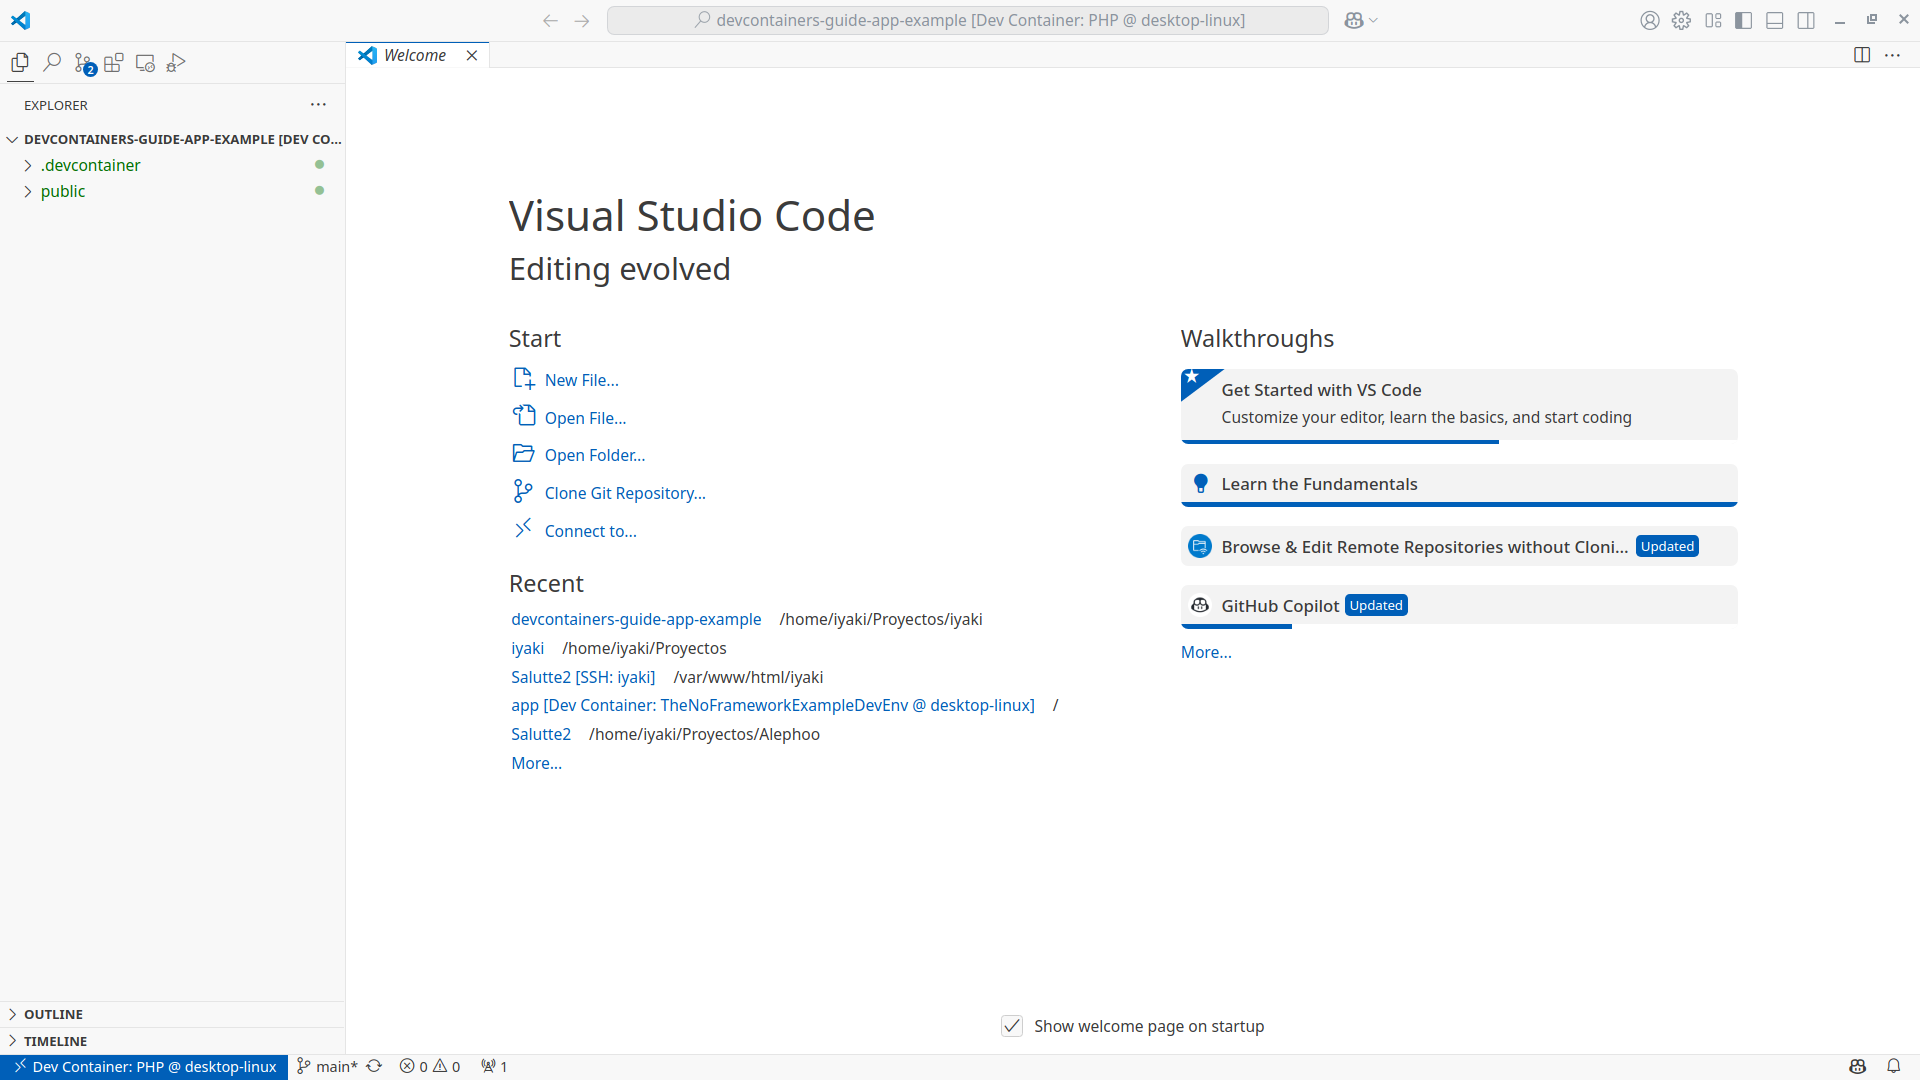 devcontainers-guide-app-example [Dev Container: PHP @ desktop-linux]
2
Welcome
EXPLORER
DEVCONTAINERS-GUIDE-APP-EXAMPLE [DEV CO...
.devcontainer
public
Visual Studio Code
Editing evolved
Start
New File...
Open File...
Open Folder...
Clone Git Repository...
Connect to...
Recent
devcontainers-guide-app-example /home/iyaki/Proyectos/iyaki
iyaki /home/iyaki/Proyectos
Salutte2 [SSH: iyaki] /var/www/html/iyaki
app [Dev Container: TheNoFrameworkExampleDevEnv @ desktop-linux] /
Salutte2 /home/iyaki/Proyectos/Alephoo
More...
Walkthroughs
Get Started with VS Code
Customize your editor, learn the basics, and start coding
Learn the Fundamentals
Browse & Edit Remote Repositories without Cloni... Updated
GitHub Copilot Updated
More...
Show welcome page on startup
OUTLINE
TIMELINE
Dev Container: PHP @ desktop-linux main* 0 0 1